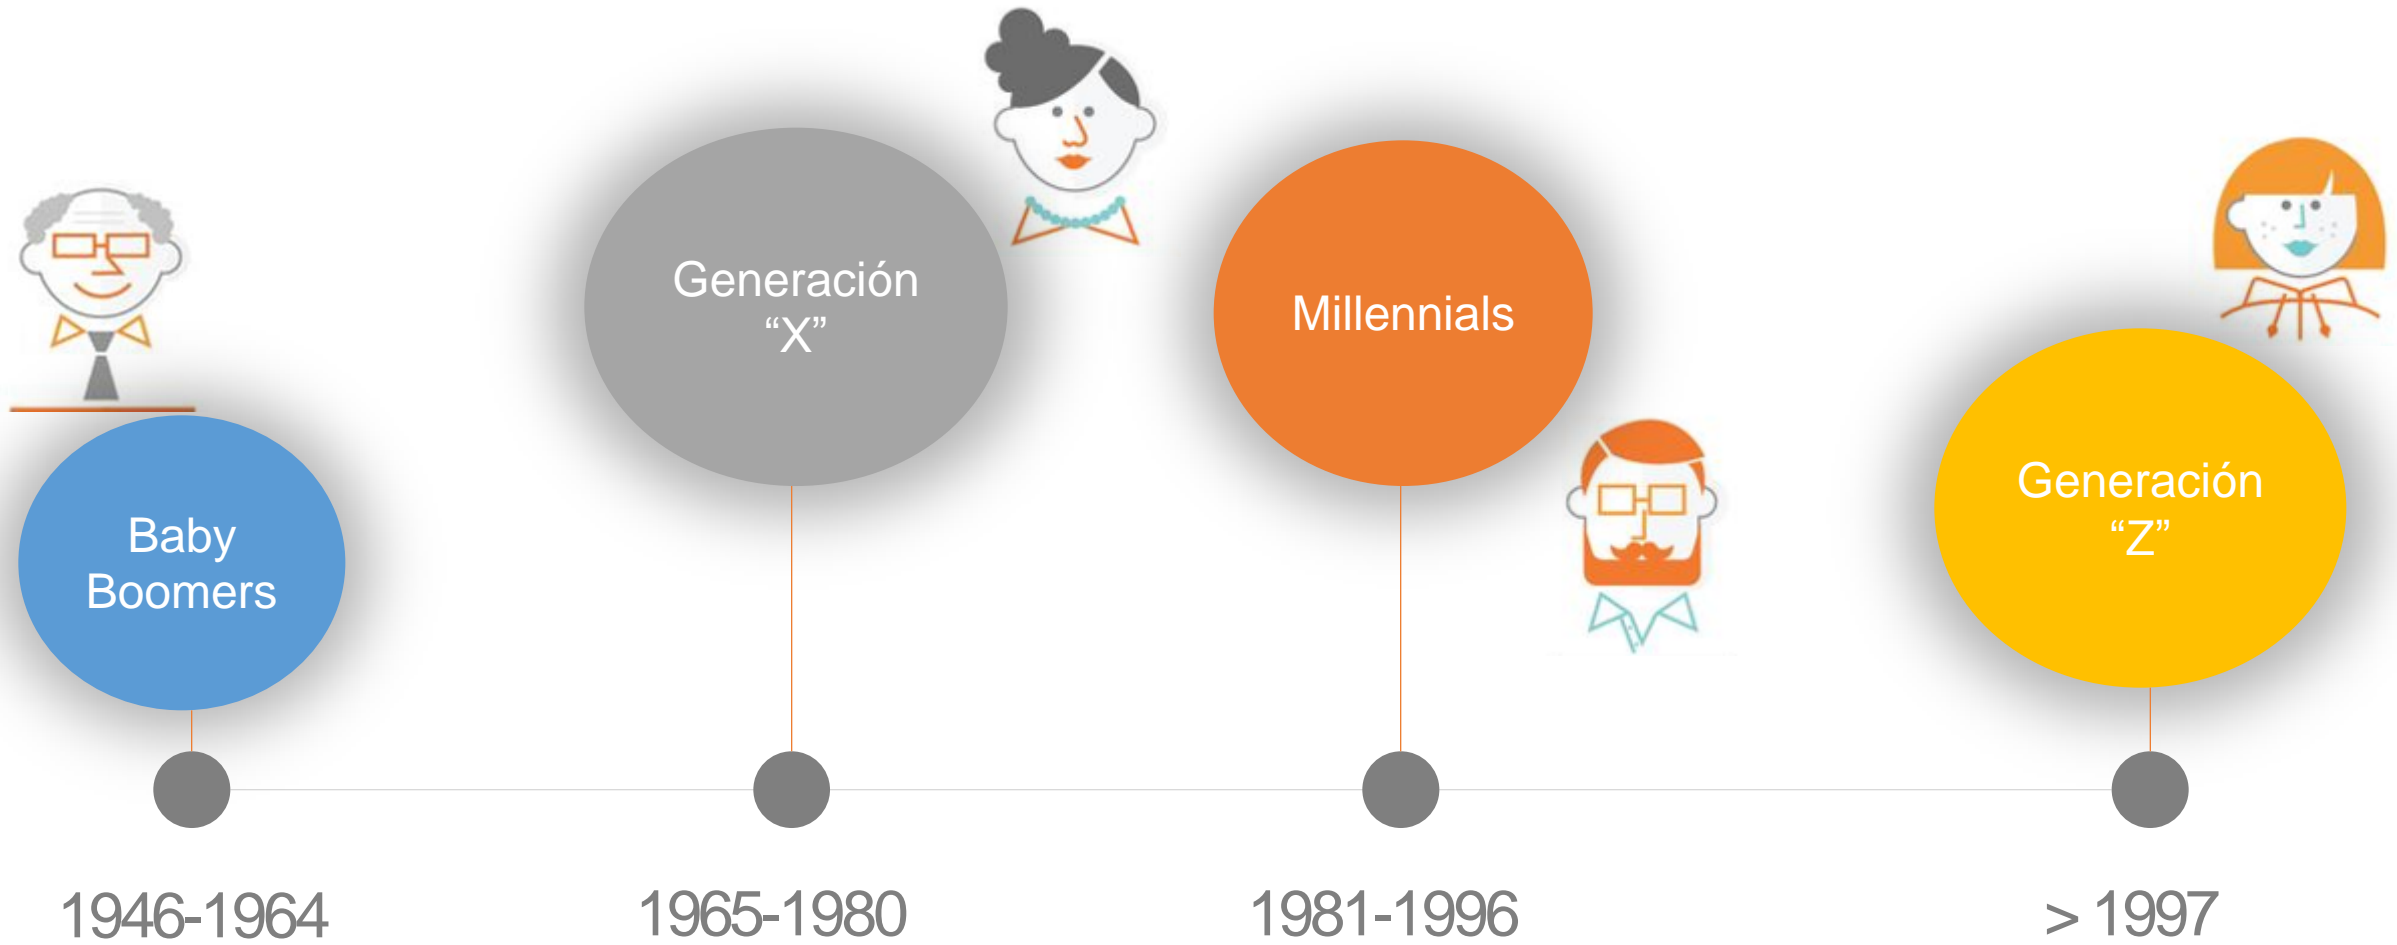 Baby
Boomers
Generación
“X”
Millennials
Generación
“Z”
1946-1964
1965-1980
1981-1996
> 1997